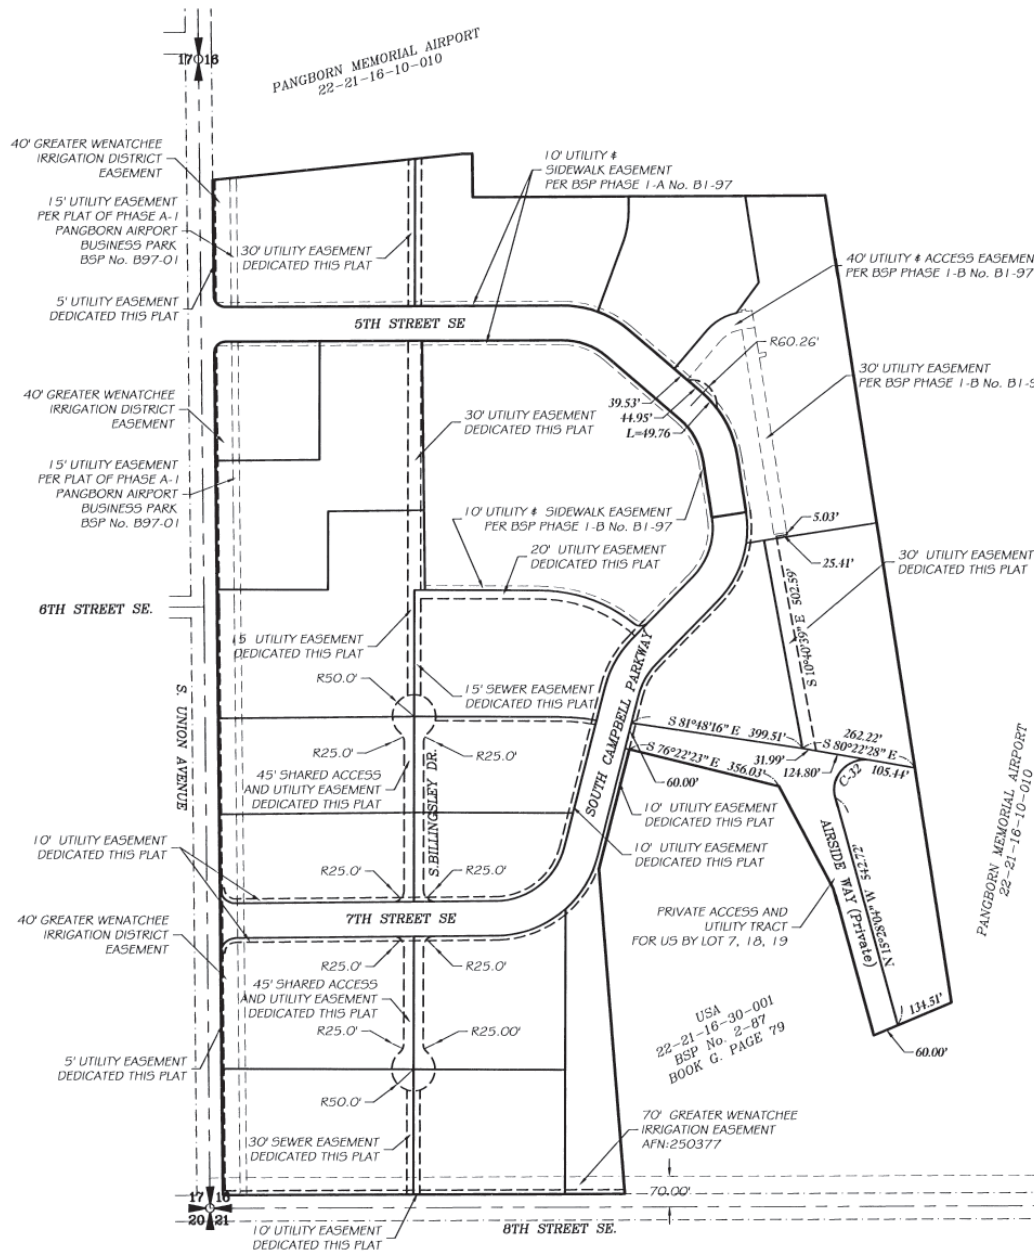 17 16
PANGBORN MEMORIAL AIRPORT
22-21-16-10-010
40' GREATER WENATCHEE
IRRIGATION DISTRICT
EASEMENT
10' UTILITY &
SIDEWALK EASEMENT
PER BSP PHASE 1-A No. B1-97
15' UTILITY EASEMENT
PER PLAT OF PHASE A-1
PANGBORN AIRPORT
BUSINESS PARK
BSP No. B97-01
30' UTILITY EASEMENT
DEDICATED THIS PLAT
40' UTILITY & ACCESS EASEMEN
PER BSP PHASE 1-B No. B1-97
5' UTILITY EASEMENT
DEDICATED THIS PLAT
5TH STREET SE
R60.26'
30' UTILITY EASEMENT
PER BSP PHASE 1-B No. B1-9
39.53'
44.95'
L=49.76
40' GREATER WENATCHEE
IRRIGATION DISTRICT
EASEMENT
30' UTILITY EASEMENT
DEDICATED THIS PLAT
15' UTILITY EASEMENT
PER PLAT OF PHASE A-1
PANGBORN AIRPORT
BUSINESS PARK
BSP No. B97-01
10' UTILITY & SIDEWALK EASEMENT
PER BSP PHASE 1-B No. B1-97
5.03'
25.41'
20' UTILITY EASEMENT
DEDICATED THIS PLAT
30' UTILITY EASEMENT
DEDICATED THIS PLAT
S 10°40'39" E 502.59'
6TH STREET SE.
15 UTILITY EASEMENT
DEDICATED THIS PLAT
R50.0'
15' SEWER EASEMENT
DEDICATED THIS PLAT
S. UNION AVENUE
SOUTH CAMPBELL PARKWAY
S 81°48'16" E 399.51'
262.22'
S 80°22'28" E
31.99'
124.80'
105.44'
C-32
S 76°22'23" E 356.03'
60.00'
R25.0'
R25.0'
45' SHARED ACCESS
AND UTILITY EASEMENT
DEDICATED THIS PLAT
S.BILLINGSLEY DR.
10' UTILITY EASEMENT
DEDICATED THIS PLAT
10' UTILITY EASEMENT
DEDICATED THIS PLAT
10' UTILITY EASEMENT
DEDICATED THIS PLAT
R25.0'
R25.0'
AIRSIDE WAY (Private)
N 15°28'04" W 542.72'
PANGBORN MEMORIAL AIRPORT
22-21-16-10-010
40' GREATER WENATCHEE
IRRIGATION DISTRICT
EASEMENT
7TH STREET SE
PRIVATE ACCESS AND
UTILITY TRACT
FOR US BY LOT 7, 18, 19
R25.0'
R25.0'
45' SHARED ACCESS
AND UTILITY EASEMENT
DEDICATED THIS PLAT
R25.0'
R25.00'
USA
22-21-16-30-001
BSP No. 2-87
BOOK G. PAGE 79
134.51'
60.00'
5' UTILITY EASEMENT
DEDICATED THIS PLAT
R50.0'
70' GREATER WENATCHEE
IRRIGATION EASEMENT
AFN:250377
30' SEWER EASEMENT
DEDICATED THIS PLAT
70.00'
17 16
20 21
10' UTILITY EASEMENT
DEDICATED THIS PLAT
8TH STREET SE.